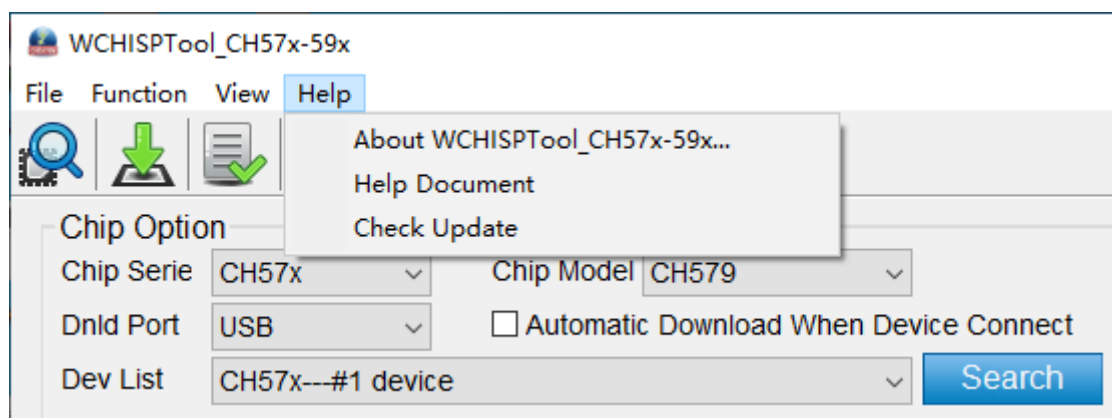 WCHISPTool_CH57x-59x
File Function View Help
About WCHISPTool_CH57x-59x...
Help Document
Check Update
Chip Option
Chip Serie CH57x Chip Model CH579
Dnld Port USB Automatic Download When Device Connect
Dev List CH57x---#1 device Search